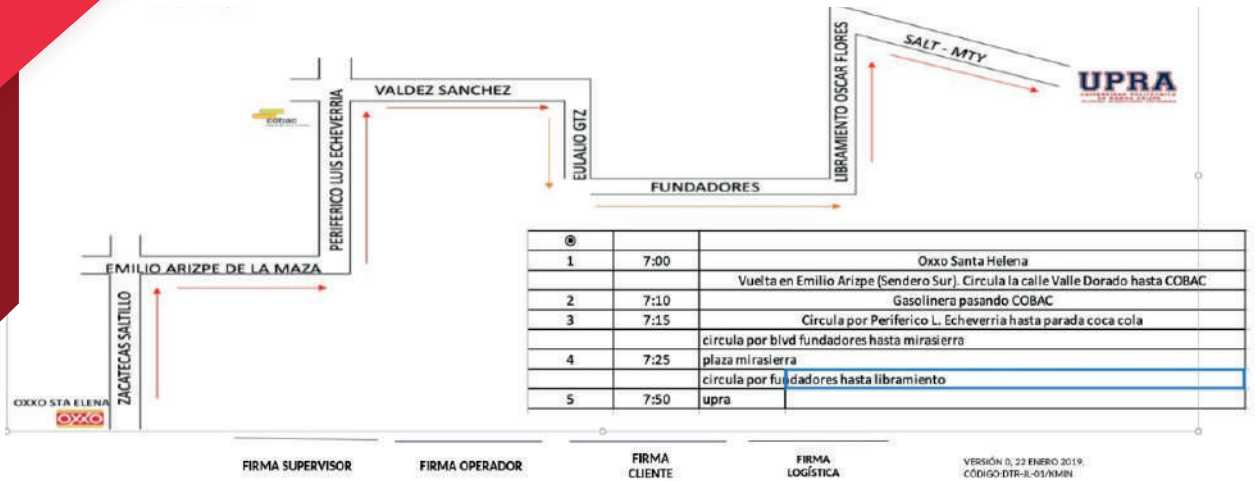 SALT - MTY
UPRA
LIBRAMIENTO OSCAR FLORES
VALDEZ SANCHEZ
cobac
PERIFERICO LUIS ECHEVERRIA
EULALIO GTZ
FUNDADORES
EMILIO ARIZPE DE LA MAZA
ZACATECAS SALTILLO
OXXO STA ELENA
OXXO
1 7:00 Oxxo Santa Helena
Vuelta en Emilio Arizpe (Sendero Sur). Circula la calle Valle Dorado hasta COBAC
2 7:10 Gasolinera pasando COBAC
3 7:15 Circula por Periferico L. Echeverria hasta parada coca cola
circula por blvd fundadores hasta mirasierra
4 7:25 plaza mirasierra
circula por fundadores hasta libramiento
5 7:50 upra
FIRMA SUPERVISOR
FIRMA OPERADOR
FIRMA
CLIENTE
FIRMA
LOGÍSTICA
VERSIÓN 0, 22 ENERO 2019,
CÓDIGO:DTR-JL-01/KMIN